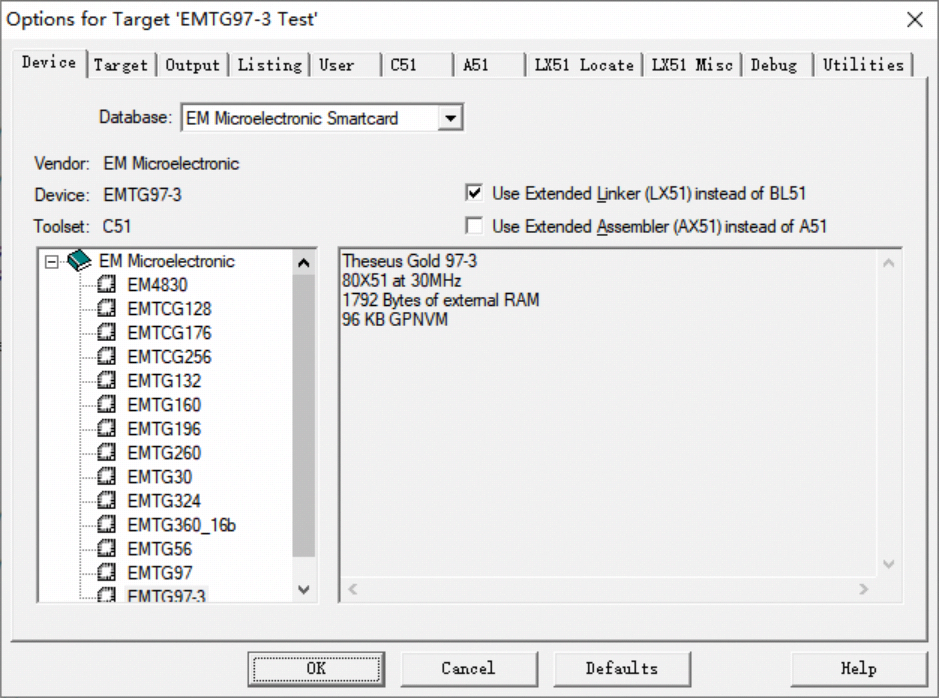 Options for Target 'EMTG97-3 Test'
Device Target Output Listing User C51 A51 LX51 Locate LX51 Misc Debug Utilities
Database: EM Microelectronic Smartcard
Vendor: EM Microelectronic
Device: EMTG97-3
Use Extended Linker (LX51) instead of BL51
Toolset: C51
Use Extended Assembler (AX51) instead of A51
EM Microelectronic
EM4830
EMTCG128
EMTCG176
EMTCG256
EMTG132
EMTG160
EMTG196
EMTG260
EMTG30
EMTG324
EMTG360_16b
EMTG56
EMTG97
EMTG97-3
Theseus Gold 97-3
80X51 at 30MHz
1792 Bytes of external RAM
96 KB GPNVM
OK Cancel Defaults Help